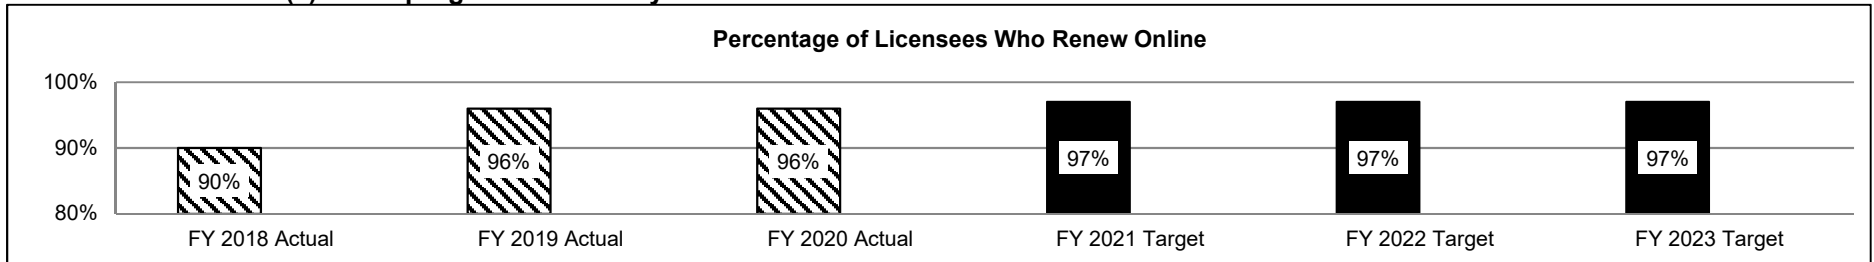 Percentage of Licensees Who Renew Online
100%
90%
80%
90%
96%
96%
97%
97%
97%
FY 2018 Actual
FY 2019 Actual
FY 2020 Actual
FY 2021 Target
FY 2022 Target
FY 2023 Target